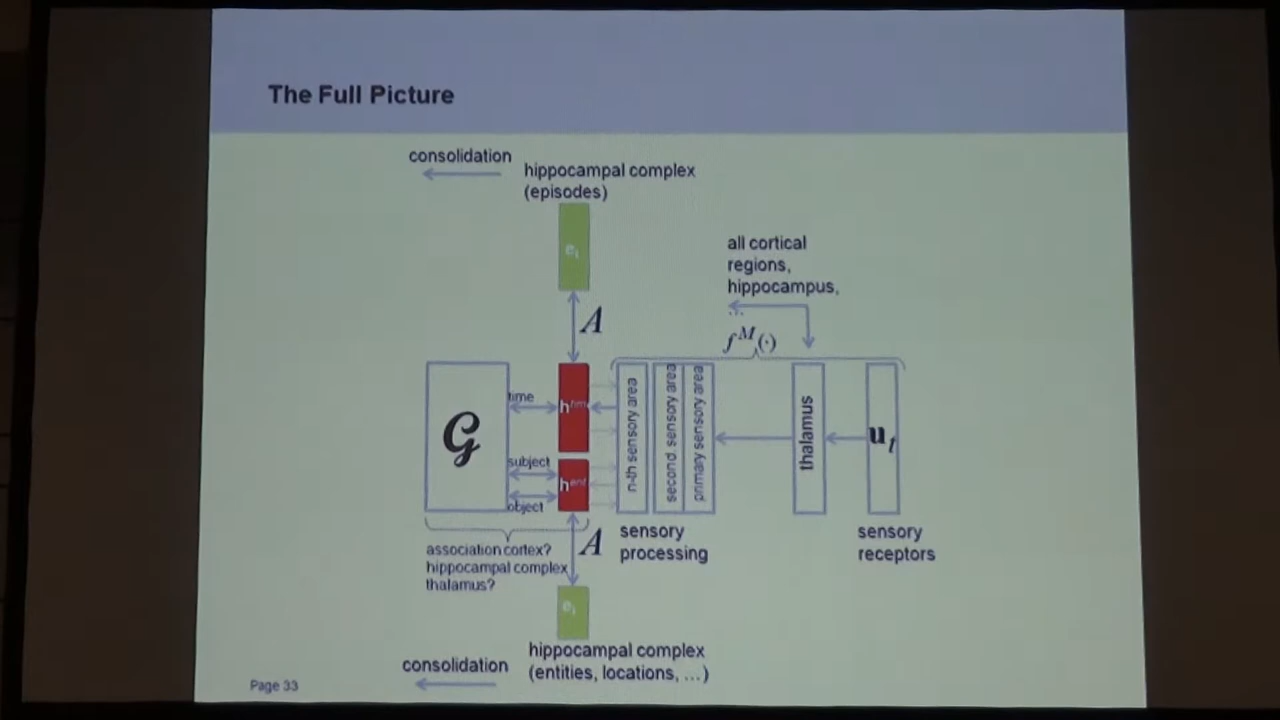 The Full Picture
consolidation
hippocampal complex
(episodes)
e
all cortical
regions,
hippocampus,
...
A
f^M(·)
G
time
subject
object
h
h^ent
n-th sensory area
second. sensory area
primary sensory area
thalamus
u_t
association cortex?
hippocampal complex
thalamus?
A
sensory
processing
sensory
receptors
e
hippocampal complex
(entities, locations, ...)
consolidation
Page 33